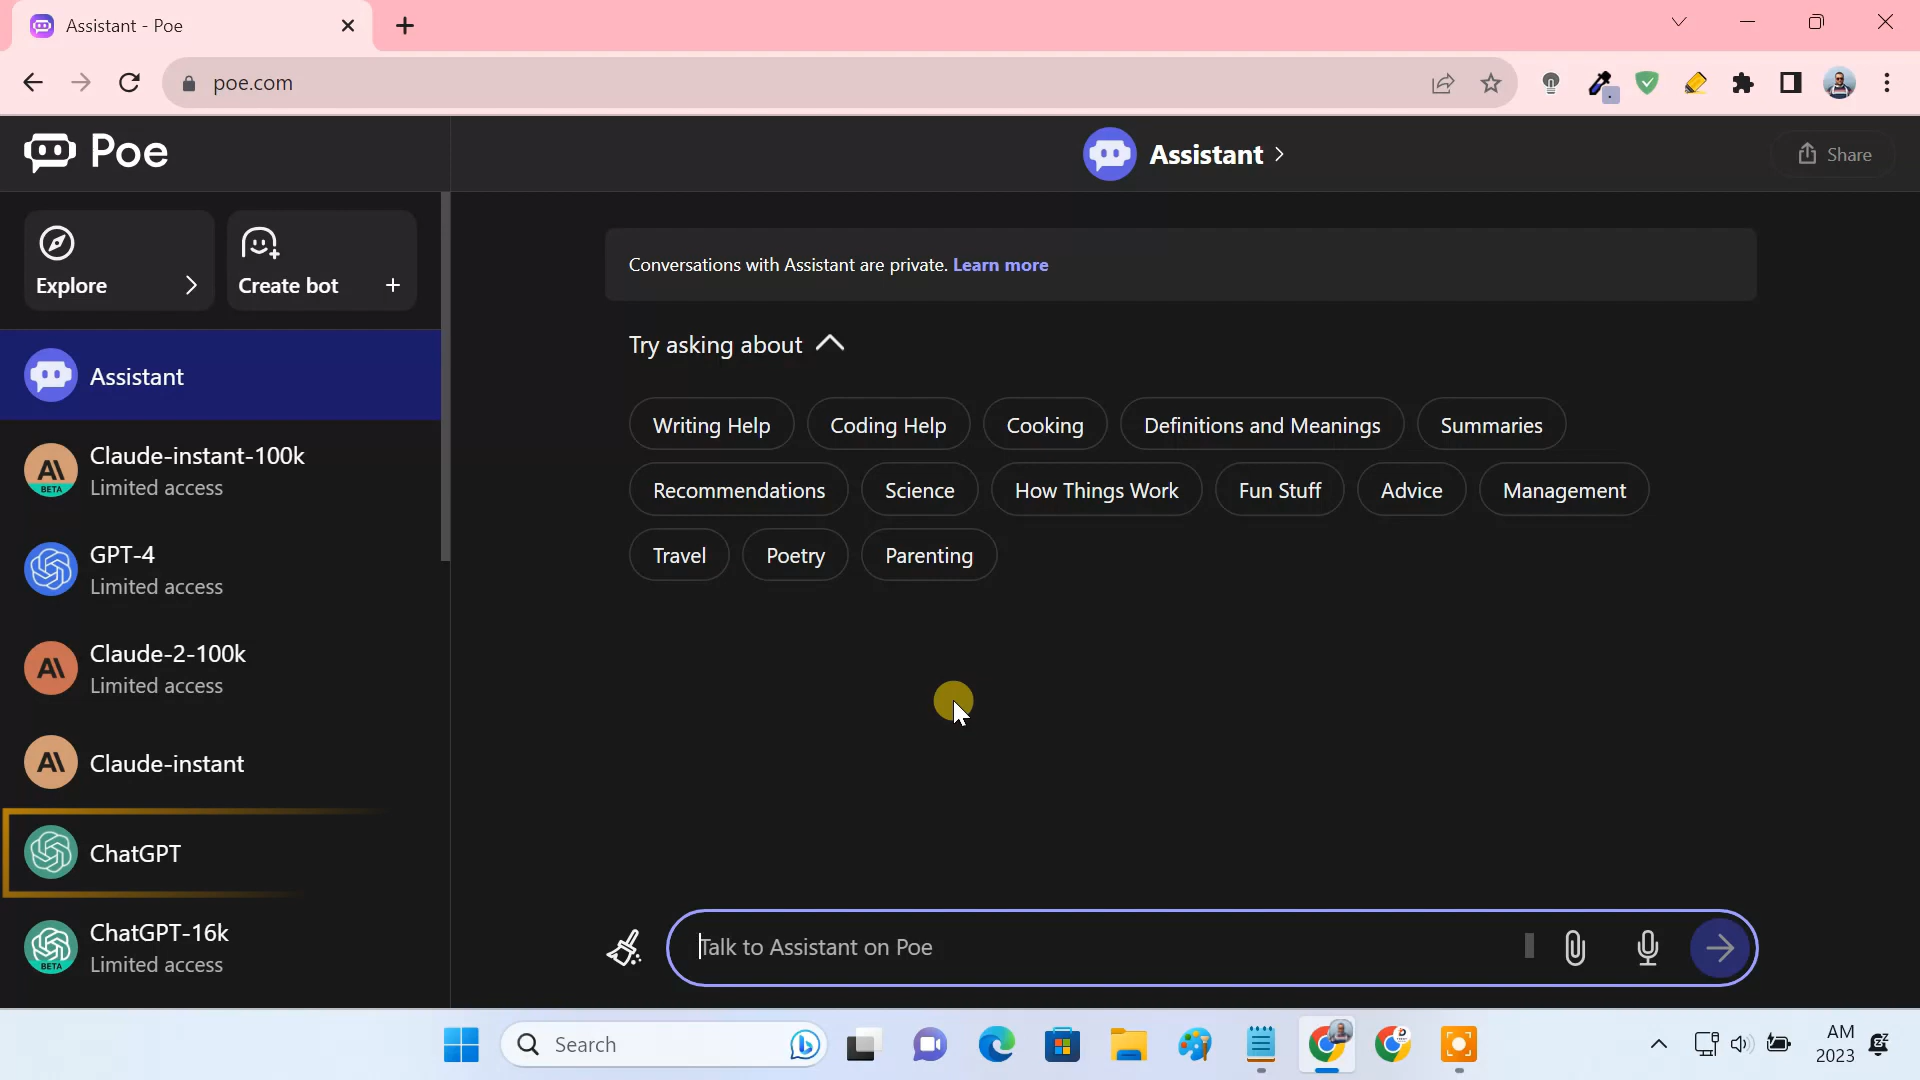 Assistant - Poe
poe.com
Poe
Assistant
Share
Explore
Create bot
Conversations with Assistant are private. Learn more
Try asking about
Writing Help
Coding Help
Cooking
Definitions and Meanings
Summaries
Recommendations
Science
How Things Work
Fun Stuff
Advice
Management
Travel
Poetry
Parenting
Assistant
Claude-instant-100k
Limited access
BETA
GPT-4
Limited access
Claude-2-100k
Limited access
Claude-instant
ChatGPT
ChatGPT-16k
Limited access
BETA
Talk to Assistant on Poe
Search
AM
2023